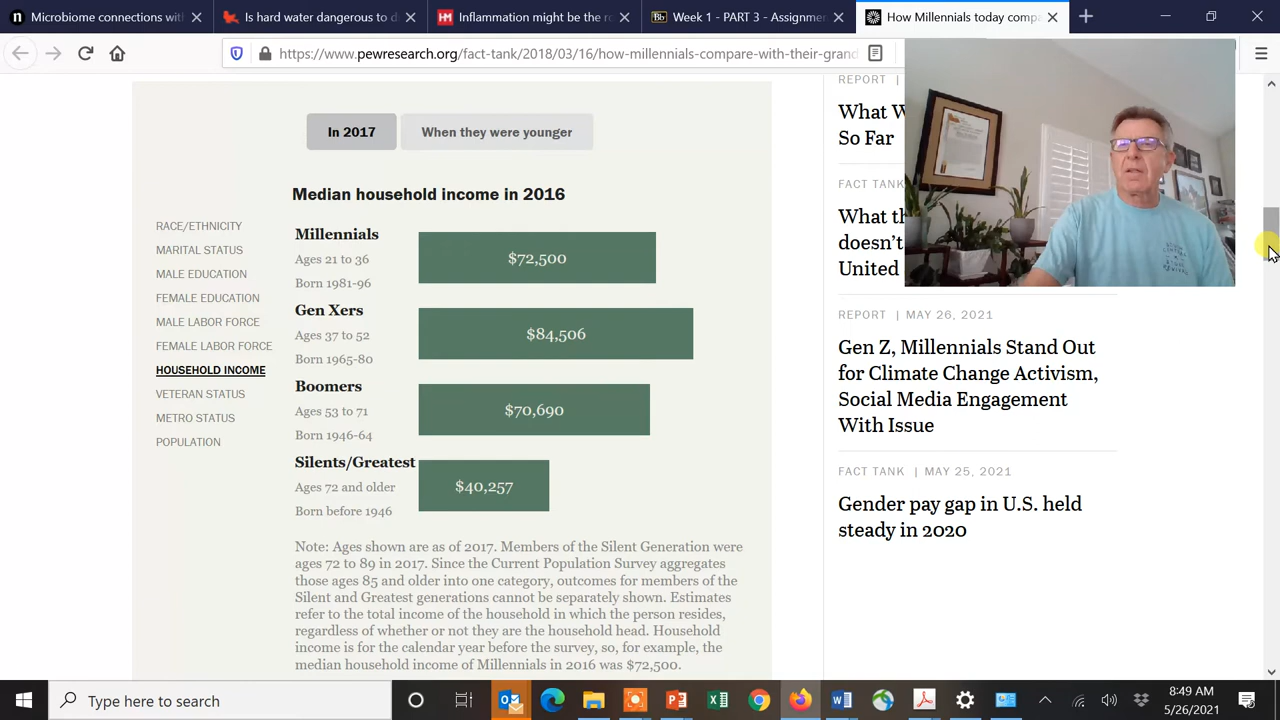 Microbiome connections wit
Is hard water dangerous to d
Inflammation might be the r
Week 1 - PART 3 - Assignme
How Millennials today comp
https://www.pewresearch.org/fact-tank/2018/03/16/how-millennials-compare-with-their-grand
In 2017
When they were younger
Median household income in 2016
RACE/ETHNICITY
MARITAL STATUS
MALE EDUCATION
FEMALE EDUCATION
MALE LABOR FORCE
FEMALE LABOR FORCE
HOUSEHOLD INCOME
VETERAN STATUS
METRO STATUS
POPULATION
Millennials
Ages 21 to 36
Born 1981-96
$72,500
Gen Xers
Ages 37 to 52
Born 1965-80
$84,506
Boomers
Ages 53 to 71
Born 1946-64
$70,690
Silents/Greatest
Ages 72 and older
Born before 1946
$40,257
Note: Ages shown are as of 2017. Members of the Silent Generation were
ages 72 to 89 in 2017. Since the Current Population Survey aggregates
those ages 85 and older into one category, outcomes for members of the
Silent and Greatest generations cannot be separately shown. Estimates
refer to the total income of the household in which the person resides,
regardless of whether or not they are the household head. Household
income is for the calendar year before the survey, so, for example, the
median household income of Millennials in 2016 was $72,500.
REPORT |
What W
So Far
FACT TANK
What th
doesn't
United
REPORT | MAY 26, 2021
Gen Z, Millennials Stand Out
for Climate Change Activism,
Social Media Engagement
With Issue
FACT TANK | MAY 25, 2021
Gender pay gap in U.S. held
steady in 2020
Type here to search
8:49 AM
5/26/2021